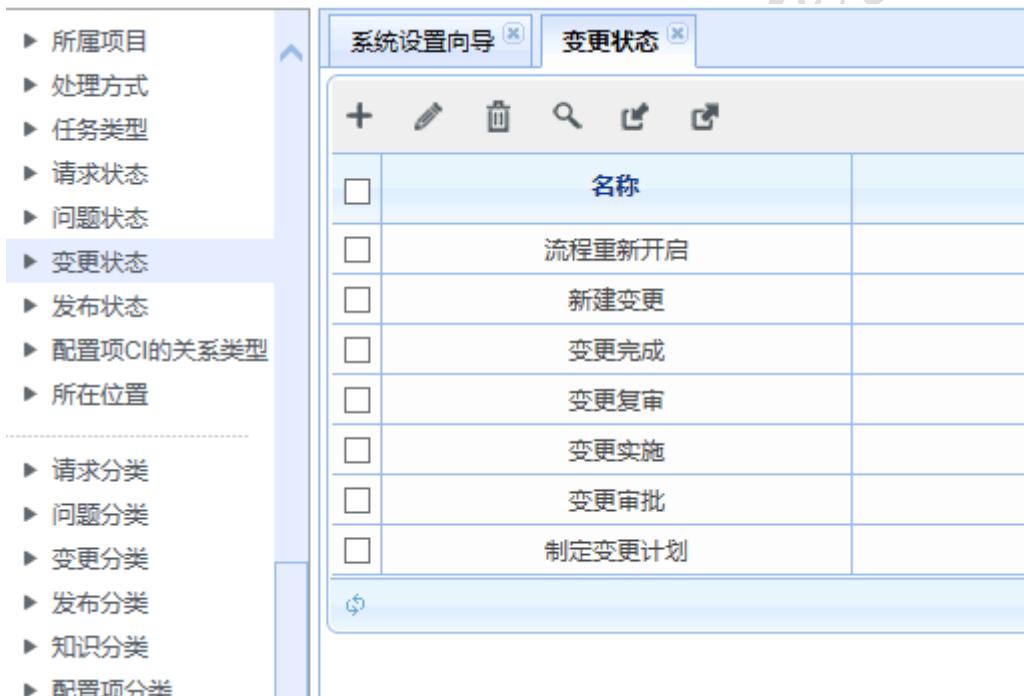 所属项目
处理方式
任务类型
请求状态
问题状态
变更状态
发布状态
配置项CI的关系类型
所在位置
请求分类
问题分类
变更分类
发布分类
知识分类
配置项分类
系统设置向导 变更状态
名称
流程重新开启
新建变更
变更完成
变更复审
变更实施
变更审批
制定变更计划